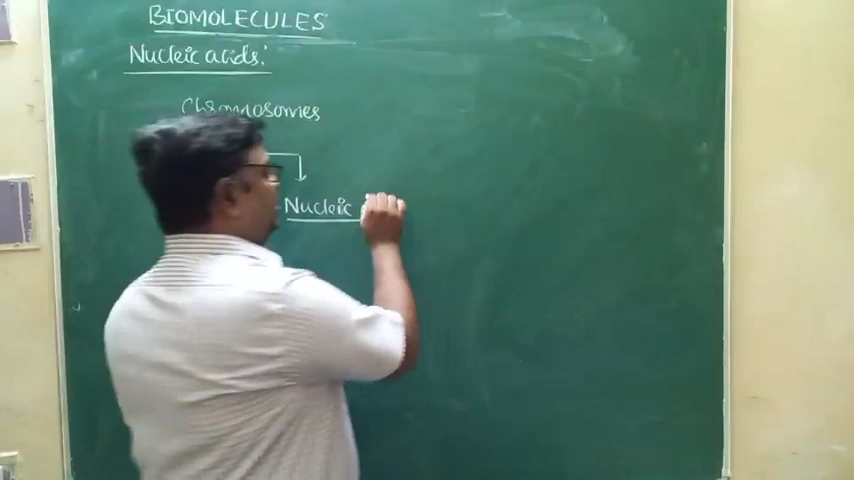 BIOMOLECULES
Nucleic acids:
Chromosomes
Nucleic